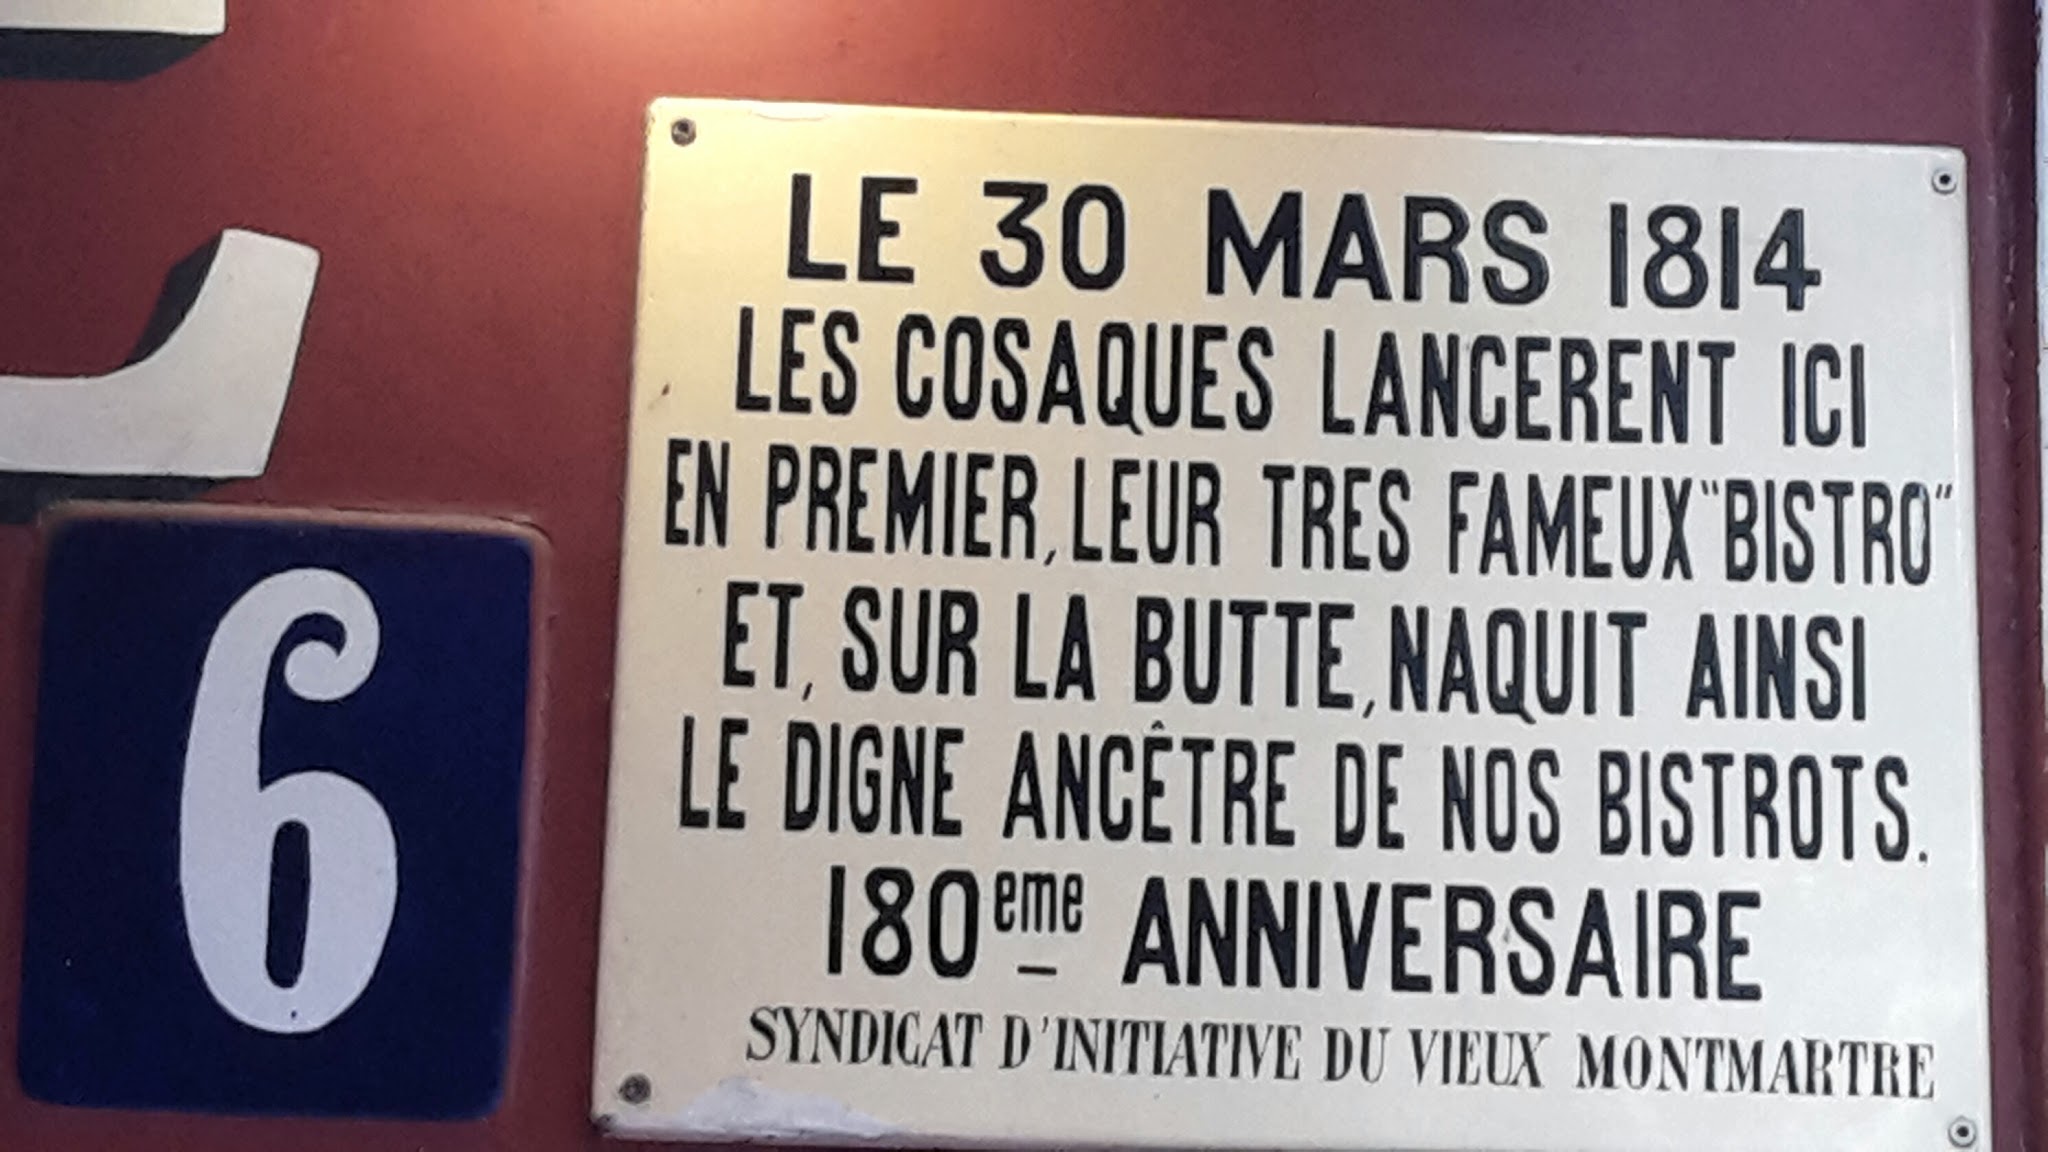 LE 30 MARS 1814
LES COSAQUES LANCERENT ICI
EN PREMIER, LEUR TRES FAMEUX "BISTRO"
ET, SUR LA BUTTE, NAQUIT AINSI
LE DIGNE ANCÊTRE DE NOS BISTROTS.
180eme ANNIVERSAIRE
SYNDICAT D'INITIATIVE DU VIEUX MONTMARTRE
6